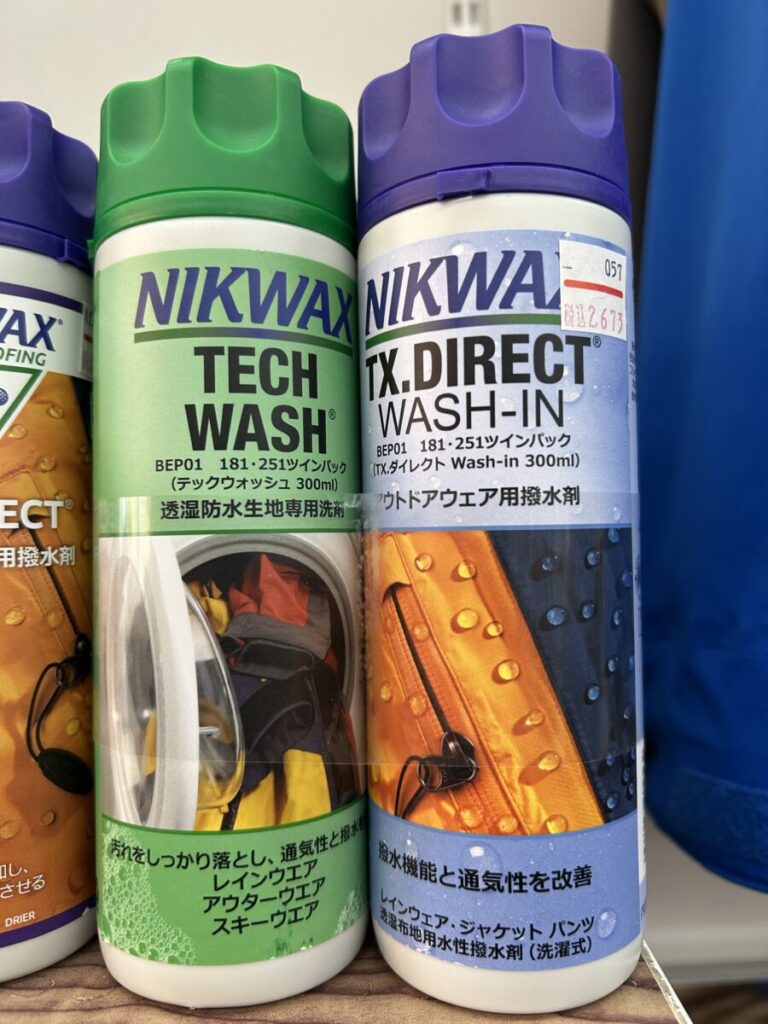 NIKWAX
TECH
WASH®
BEP01 181・251ツインパック
(テックウォッシュ 300ml)
透湿防水生地専用洗剤
汚れをしっかり落とし、通気性と撥水
レインウエア
アウターウエア
スキーウエア
NIKWA
057
税込2673
TX.DIRECT®
WASH-IN
BEP01 181・251ツインパック
(TX.ダイレクト Wash-in 300ml)
アウトドアウェア用撥水剤
撥水機能と通気性を改善
レインウェア・ジャケット パンツ
透湿布地用水性撥水剤(洗濯式)
WAX
OFING
ECT®
用撥水剤
させる
DRIER